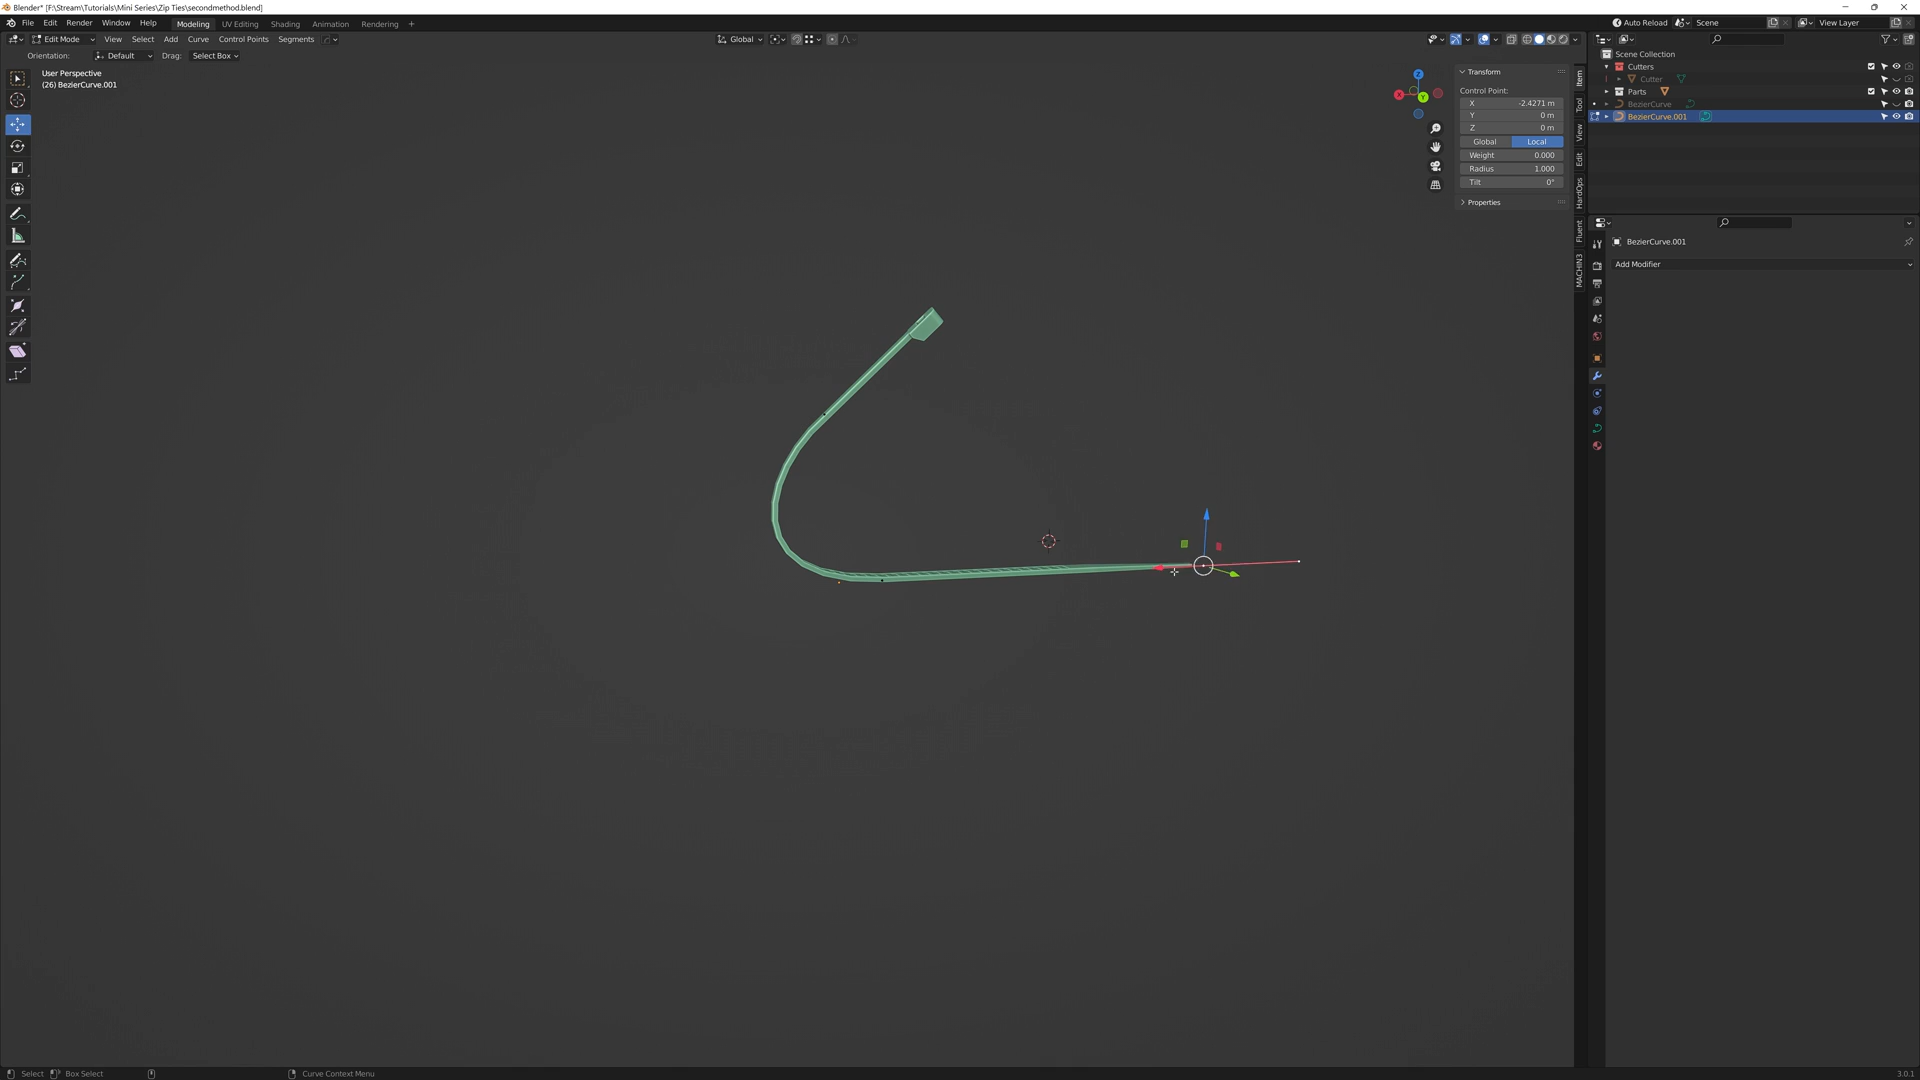 Blender* [F:\Stream\Tutorials\Mini Series\Zip Ties\secondmethod.blend]
File Edit Render Window Help Modeling UV Editing Shading Animation Rendering + Auto Reload Scene View Layer
Edit Mode View Select Add Curve Control Points Segments Global
Orientation: Default Drag: Select Box
User Perspective
(26) BezierCurve.001
Z
X
Y
Transform
Control Point:
X -2.4271 m
Y 0 m
Z 0 m
Global Local
Weight 0.000
Radius 1.000
Tilt 0°
Properties
Item
Tool
View
Edit
HardOps
Fluent
MACHIN3
Scene Collection
Cutters
Cutter
Parts
BezierCurve
BezierCurve.001
BezierCurve.001
Add Modifier
Select Box Select Curve Context Menu 3.0.1